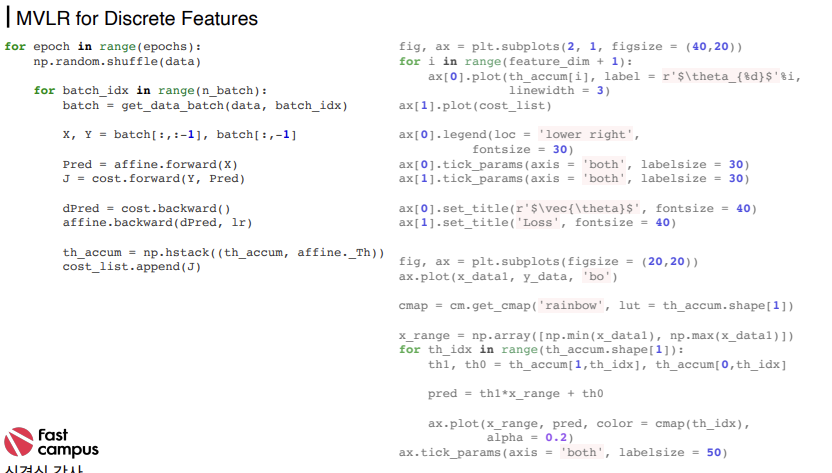 MVLR for Discrete Features
for epoch in range(epochs):
np.random.shuffle(data)
for batch_idx in range(n_batch):
batch = get_data_batch(data, batch_idx)
X, Y = batch[:,:-1], batch[:,-1]
Pred = affine.forward(X)
J = cost.forward(Y, Pred)
dPred = cost.backward()
affine.backward(dPred, lr)
th_accum = np.hstack((th_accum, affine._Th))
cost_list.append(J)
fig, ax = plt.subplots(2, 1, figsize = (40,20))
for i in range(feature_dim + 1):
ax[0].plot(th_accum[i], label = r'$\theta_{%d}$'%i,
linewidth = 3)
ax[1].plot(cost_list)
ax[0].legend(loc = 'lower right',
fontsize = 30)
ax[0].tick_params(axis = 'both', labelsize = 30)
ax[1].tick_params(axis = 'both', labelsize = 30)
ax[0].set_title(r'$\vec{\theta}$', fontsize = 40)
ax[1].set_title('Loss', fontsize = 40)
fig, ax = plt.subplots(figsize = (20,20))
ax.plot(x_data1, y_data, 'bo')
cmap = cm.get_cmap('rainbow', lut = th_accum.shape[1])
x_range = np.array([np.min(x_data1), np.max(x_data1)])
for th_idx in range(th_accum.shape[1]):
th1, th0 = th_accum[1,th_idx], th_accum[0,th_idx]
pred = th1*x_range + th0
ax.plot(x_range, pred, color = cmap(th_idx),
alpha = 0.2)
ax.tick_params(axis = 'both', labelsize = 50)
fast
campus